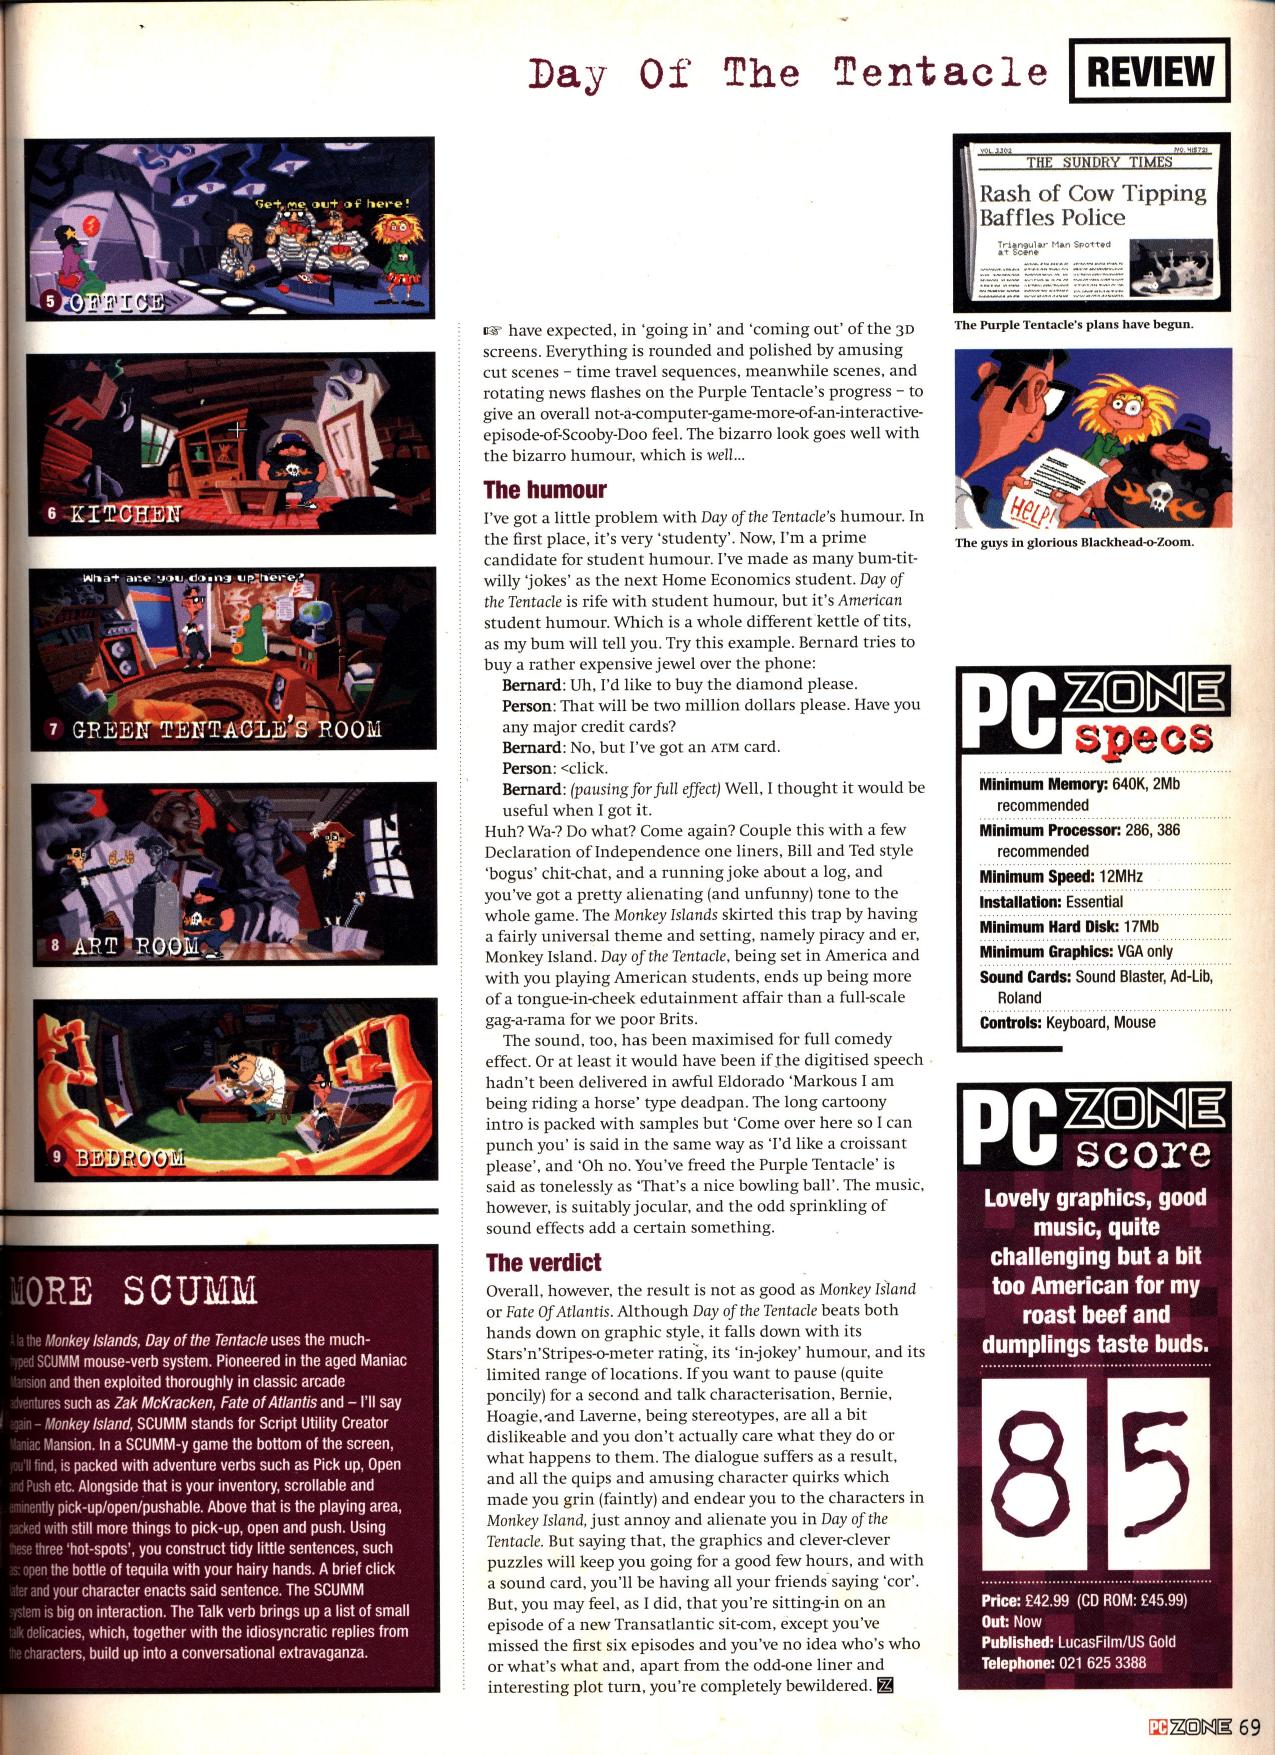 Day Of The Tentacle REVIEW
Get me out of here!
5 OFFICE
6 KITCHEN
What are you doing up here?
7 GREEN TENTACLE'S ROOM
8 ART ROOM
9 BEDROOM
MORE SCUMM
la the Monkey Islands, Day of the Tentacle uses the much-
hyped SCUMM mouse-verb system. Pioneered in the aged Maniac
Mansion and then exploited thoroughly in classic arcade
adventures such as Zak McKracken, Fate of Atlantis and – I'll say
again – Monkey Island, SCUMM stands for Script Utility Creator
Maniac Mansion. In a SCUMM-y game the bottom of the screen,
you'll find, is packed with adventure verbs such as Pick up, Open
and Push etc. Alongside that is your inventory, scrollable and
eminently pick-up/open/pushable. Above that is the playing area,
packed with still more things to pick-up, open and push. Using
these three 'hot-spots', you construct tidy little sentences, such
as: open the bottle of tequila with your hairy hands. A brief click
later and your character enacts said sentence. The SCUMM
system is big on interaction. The Talk verb brings up a list of small
talk delicacies, which, together with the idiosyncratic replies from
the characters, build up into a conversational extravaganza.
☞ have expected, in 'going in' and 'coming out' of the 3D
screens. Everything is rounded and polished by amusing
cut scenes – time travel sequences, meanwhile scenes, and
rotating news flashes on the Purple Tentacle's progress – to
give an overall not-a-computer-game-more-of-an-interactive-
episode-of-Scooby-Doo feel. The bizarro look goes well with
the bizarro humour, which is well...
The humour
I've got a little problem with Day of the Tentacle's humour. In
the first place, it's very 'studenty'. Now, I'm a prime
candidate for student humour. I've made as many bum-tit-
willy 'jokes' as the next Home Economics student. Day of
the Tentacle is rife with student humour, but it's American
student humour. Which is a whole different kettle of tits,
as my bum will tell you. Try this example. Bernard tries to
buy a rather expensive jewel over the phone:
Bernard: Uh, I'd like to buy the diamond please.
Person: That will be two million dollars please. Have you
any major credit cards?
Bernard: No, but I've got an ATM card.
Person: <click.
Bernard: (pausing for full effect) Well, I thought it would be
useful when I got it.
Huh? Wa-? Do what? Come again? Couple this with a few
Declaration of Independence one liners, Bill and Ted style
'bogus' chit-chat, and a running joke about a log, and
you've got a pretty alienating (and unfunny) tone to the
whole game. The Monkey Islands skirted this trap by having
a fairly universal theme and setting, namely piracy and er,
Monkey Island. Day of the Tentacle, being set in America and
with you playing American students, ends up being more
of a tongue-in-cheek edutainment affair than a full-scale
gag-a-rama for we poor Brits.
The sound, too, has been maximised for full comedy
effect. Or at least it would have been if the digitised speech
hadn't been delivered in awful Eldorado 'Markous I am
being riding a horse' type deadpan. The long cartoony
intro is packed with samples but 'Come over here so I can
punch you' is said in the same way as 'I'd like a croissant
please', and 'Oh no. You've freed the Purple Tentacle' is
said as tonelessly as 'That's a nice bowling ball'. The music,
however, is suitably jocular, and the odd sprinkling of
sound effects add a certain something.
The verdict
Overall, however, the result is not as good as Monkey Island
or Fate Of Atlantis. Although Day of the Tentacle beats both
hands down on graphic style, it falls down with its
Stars'n'Stripes-o-meter rating, its 'in-jokey' humour, and its
limited range of locations. If you want to pause (quite
poncily) for a second and talk characterisation, Bernie,
Hoagie, and Laverne, being stereotypes, are all a bit
dislikeable and you don't actually care what they do or
what happens to them. The dialogue suffers as a result,
and all the quips and amusing character quirks which
made you grin (faintly) and endear you to the characters in
Monkey Island, just annoy and alienate you in Day of the
Tentacle. But saying that, the graphics and clever-clever
puzzles will keep you going for a good few hours, and with
a sound card, you'll be having all your friends saying 'cor'.
But, you may feel, as I did, that you're sitting-in on an
episode of a new Transatlantic sit-com, except you've
missed the first six episodes and you've no idea who's who
or what's what and, apart from the odd-one liner and
interesting plot turn, you're completely bewildered. Z
VOL. 3302 NO. 415721
THE SUNDRY TIMES
Rash of Cow Tipping
Baffles Police
Triangular Man Spotted
at Scene
The Purple Tentacle's plans have begun.
HELP!
The guys in glorious Blackhead-o-Zoom.
PC ZONE
specs
Minimum Memory: 640K, 2Mb
recommended
Minimum Processor: 286, 386
recommended
Minimum Speed: 12MHz
Installation: Essential
Minimum Hard Disk: 17Mb
Minimum Graphics: VGA only
Sound Cards: Sound Blaster, Ad-Lib,
Roland
Controls: Keyboard, Mouse
PC ZONE
score
Lovely graphics, good
music, quite
challenging but a bit
too American for my
roast beef and
dumplings taste buds.
85
Price: £42.99 (CD ROM: £45.99)
Out: Now
Published: LucasFilm/US Gold
Telephone: 021 625 3388
PC ZONE 69